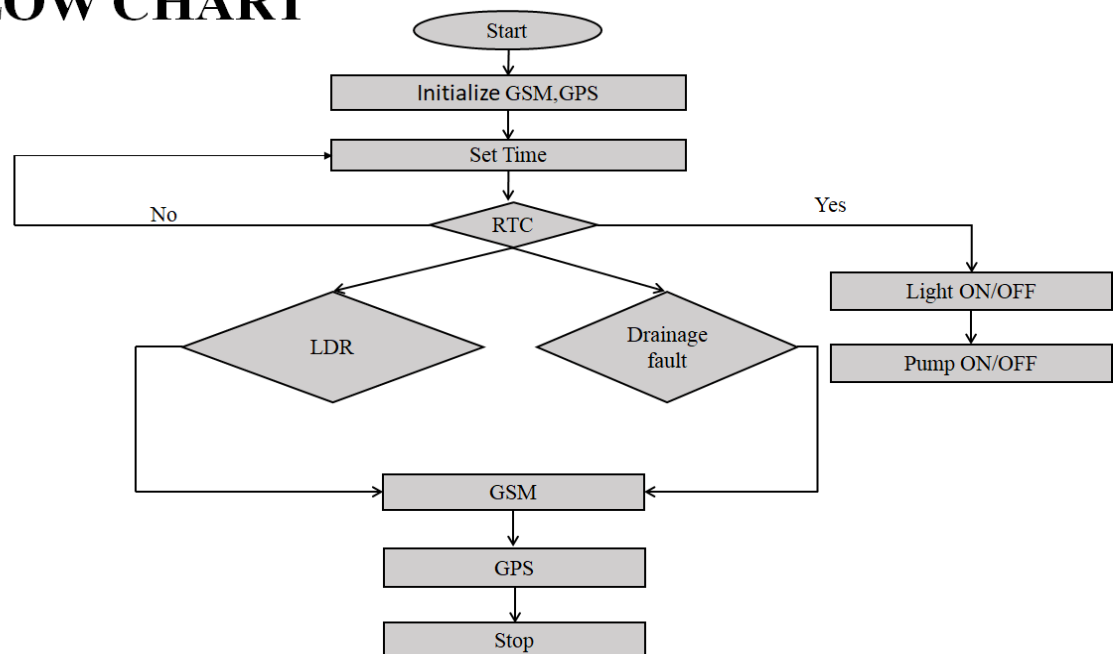 LOW CHART
Start
Initialize GSM,GPS
Set Time
No
RTC
Yes
Light ON/OFF
LDR
Drainage
fault
Pump ON/OFF
GSM
GPS
Stop